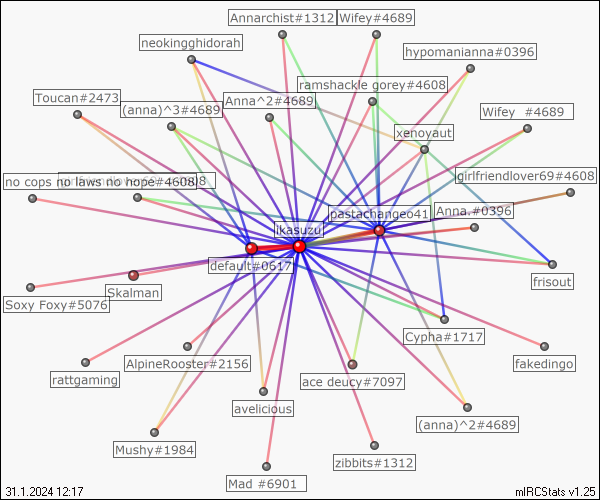 Annarchist#1312
Wifey#4689
neokingghidorah
hypomanianna#0396
ramshackle gorey#4608
Toucan#2473
Anna^2#4689
(anna)^3#4689
Wifey #4689
xenoyaut
girlfriendlover69#4608
no cops no laws no hope#4608
pastachange641
Anna.#0396
ikasuzu
default#0617
frisout
Skalman
Soxy Foxy#5076
Cypha#1717
AlpineRooster#2156
fakedingo
rattgaming
ace deucy#7097
avelicious
(anna)^2#4689
Mushy#1984
zibbits#1312
Mad #6901
31.1.2024 12:17
mIRCStats v1.25